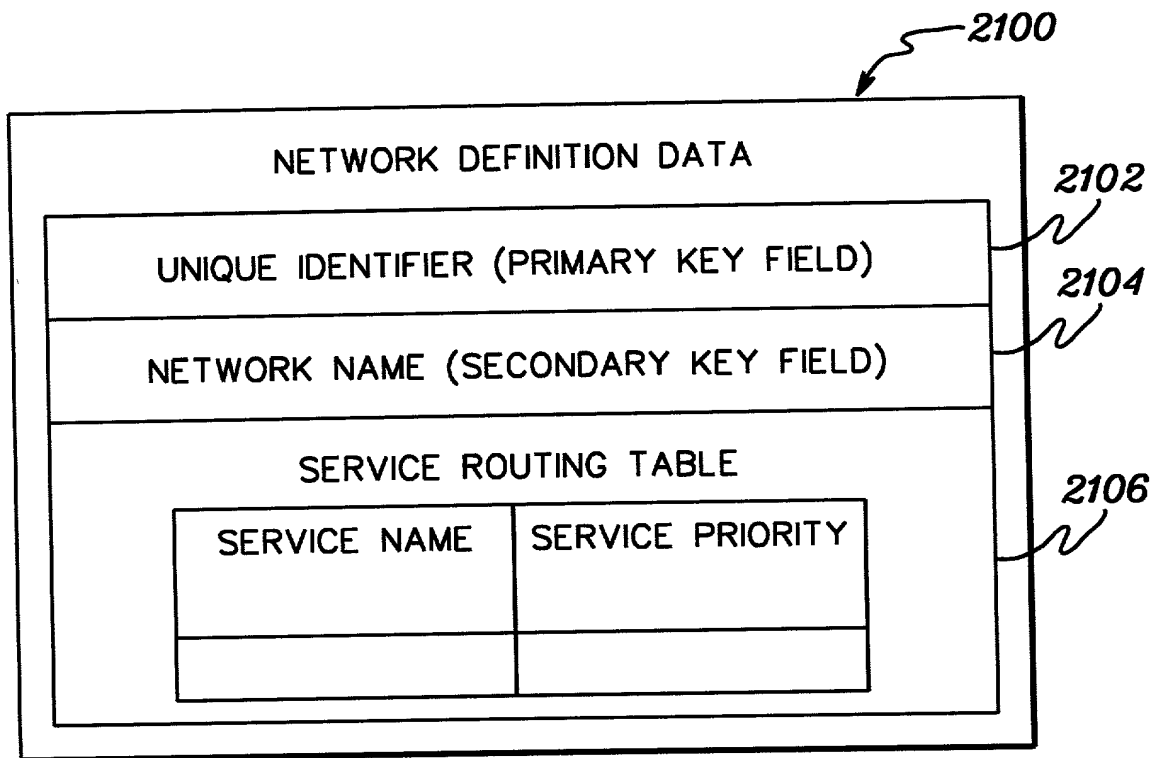 2100
NETWORK DEFINITION DATA
2102
UNIQUE IDENTIFIER (PRIMARY KEY FIELD)
2104
NETWORK NAME (SECONDARY KEY FIELD)
SERVICE ROUTING TABLE
2106
SERVICE NAME
SERVICE PRIORITY